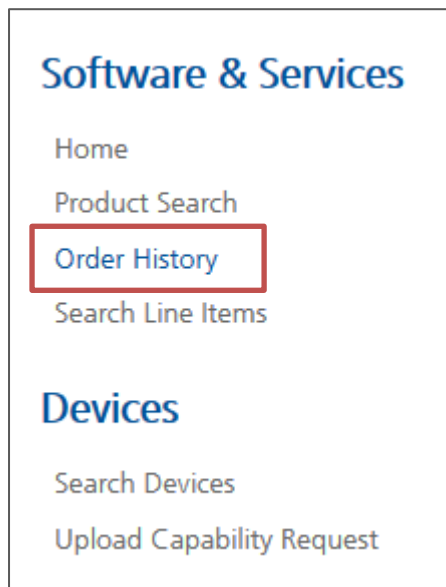 Software & Services
Home
Product Search
Order History
Search Line Items
Devices
Search Devices
Upload Capability Request